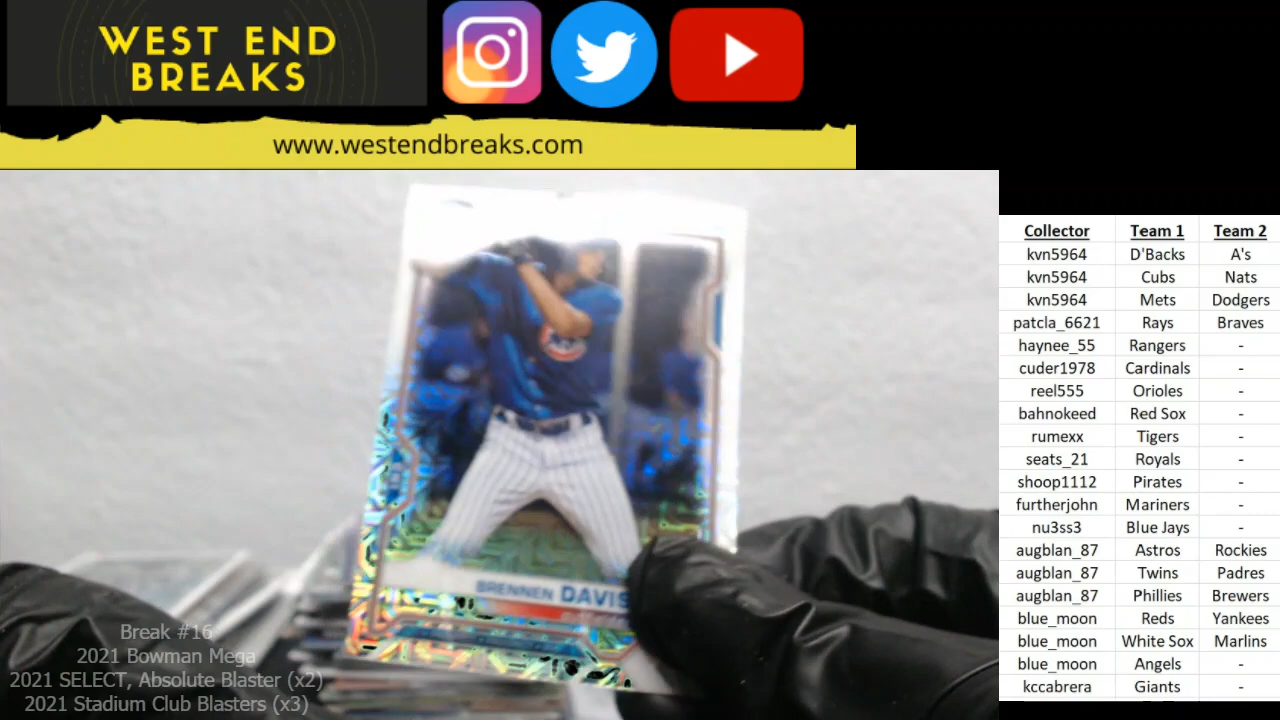 WEST END
BREAKS
www.westendbreaks.com
BRENNEN DAVIS
Break #16
2021 Bowman Mega
2021 SELECT, Absolute Blaster (x2)
2021 Stadium Club Blasters (x3)
Collector Team 1 Team 2
kvn5964 D'Backs A's
kvn5964 Cubs Nats
kvn5964 Mets Dodgers
patcla_6621 Rays Braves
haynee_55 Rangers -
cuder1978 Cardinals -
reel555 Orioles -
bahnokeed Red Sox -
rumexx Tigers -
seats_21 Royals -
shoop1112 Pirates -
furtherjohn Mariners -
nu3ss3 Blue Jays -
augblan_87 Astros Rockies
augblan_87 Twins Padres
augblan_87 Phillies Brewers
blue_moon Reds Yankees
blue_moon White Sox Marlins
blue_moon Angels -
kccabrera Giants -